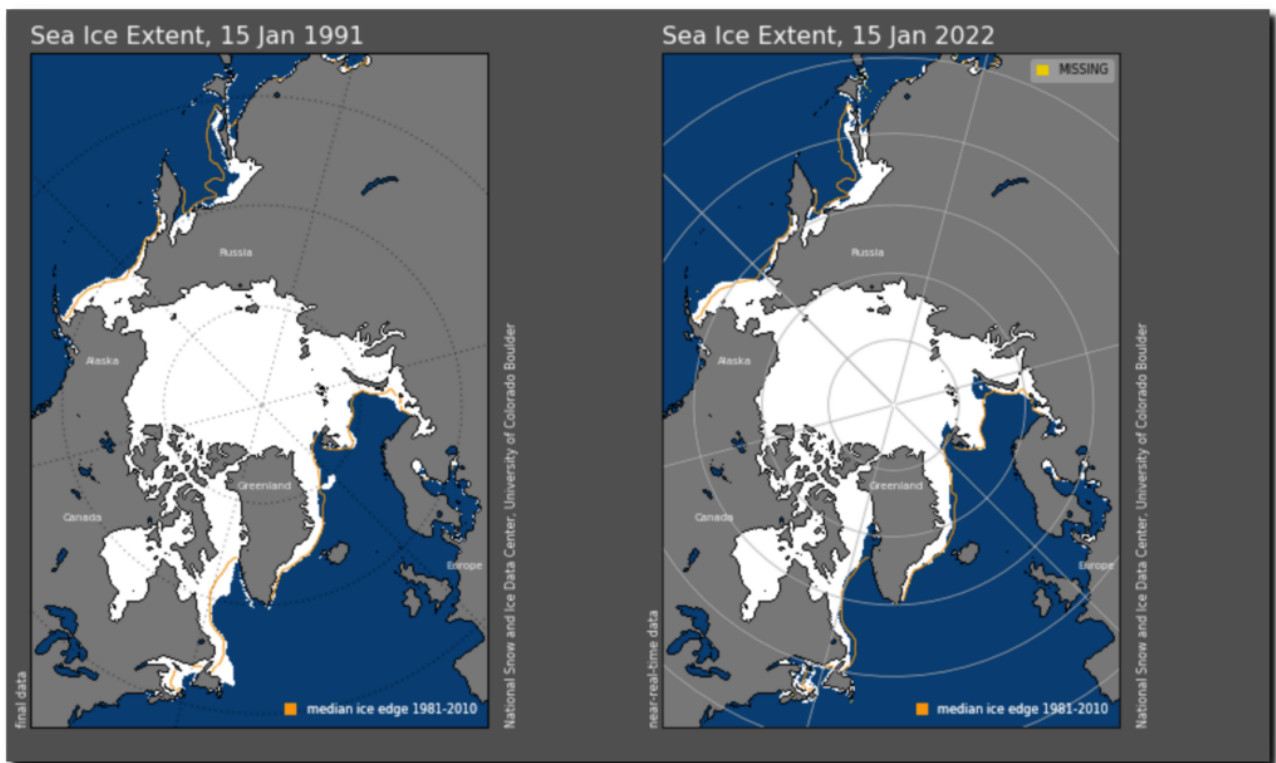 Sea Ice Extent, 15 Jan 1991
Russia
Alaska
Greenland
Canada
Europe
median ice edge 1981-2010
final data
National Snow and Ice Data Center, University of Colorado Boulder
Sea Ice Extent, 15 Jan 2022
MISSING
Russia
Alaska
Greenland
Canada
Europe
median ice edge 1981-2010
near-real-time data
National Snow and Ice Data Center, University of Colorado Boulder